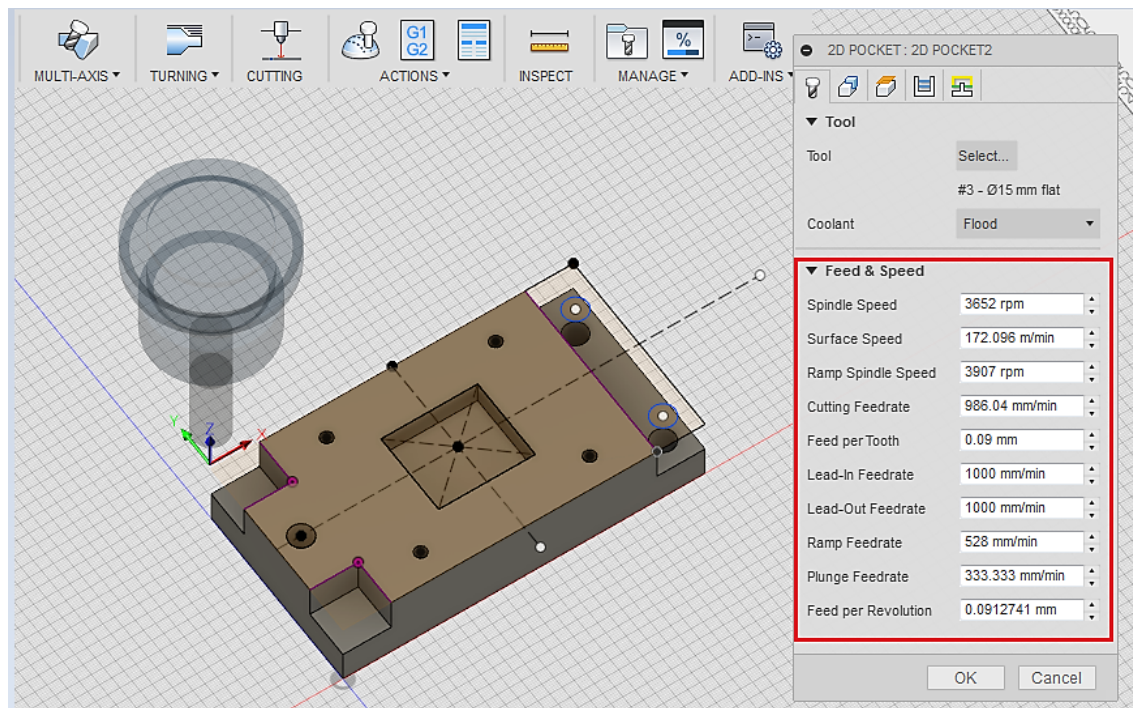 MULTI-AXIS TURNING CUTTING ACTIONS INSPECT MANAGE ADD-INS
G1
G2
%
2D POCKET : 2D POCKET2
Tool
Tool Select...
#3 - Ø15 mm flat
Coolant Flood
Feed & Speed
Spindle Speed 3652 rpm
Surface Speed 172.096 m/min
Ramp Spindle Speed 3907 rpm
Cutting Feedrate 986.04 mm/min
Feed per Tooth 0.09 mm
Lead-In Feedrate 1000 mm/min
Lead-Out Feedrate 1000 mm/min
Ramp Feedrate 528 mm/min
Plunge Feedrate 333.333 mm/min
Feed per Revolution 0.0912741 mm
OK Cancel
Y Z X